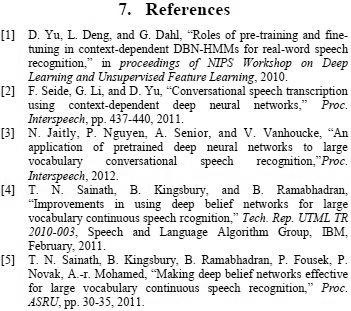 7. References
[1] D. Yu, L. Deng, and G. Dahl, “Roles of pre-training and fine-
tuning in context-dependent DBN-HMMs for real-word speech
recognition,” in proceedings of NIPS Workshop on Deep
Learning and Unsupervised Feature Learning, 2010.
[2] F. Seide, G. Li, and D. Yu, “Conversational speech transcription
using context-dependent deep neural networks,” Proc.
Interspeech, pp. 437-440, 2011.
[3] N. Jaitly, P. Nguyen, A. Senior, and V. Vanhoucke, “An
application of pretrained deep neural networks to large
vocabulary conversational speech recognition,”Proc.
Interspeech, 2012.
[4] T. N. Sainath, B. Kingsbury, and B. Ramabhadran,
“Improvements in using deep belief networks for large
vocabulary continuous speech rcognition,” Tech. Rep. UTML TR
2010-003, Speech and Language Algorithm Group, IBM,
February, 2011.
[5] T. N. Sainath, B. Kingsbury, B. Ramabhadran, P. Fousek, P.
Novak, A.-r. Mohamed, “Making deep belief networks effective
for large vocabulary continuous speech recognition,” Proc.
ASRU, pp. 30-35, 2011.